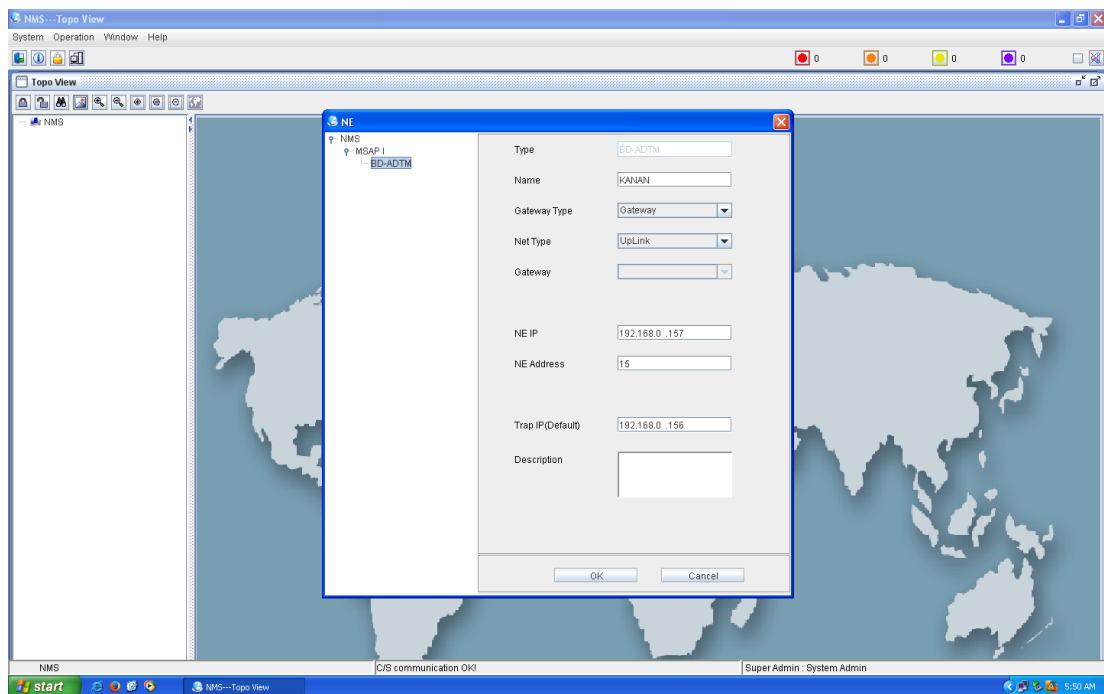 NMS---Topo View
System Operation Window Help
0 0 0 0
Topo View
NMS
NE
NMS
MSAP I
BD-ADTM
Type BD-ADTM
Name KANAN
Gateway Type Gateway
Net Type UpLink
Gateway
NE IP 192.168.0 .157
NE Address 15
Trap IP(Default) 192.168.0 .156
Description
OK Cancel
NMS C/S communication OK! Super Admin : System Admin
start NMS---Topo View 5:50 AM